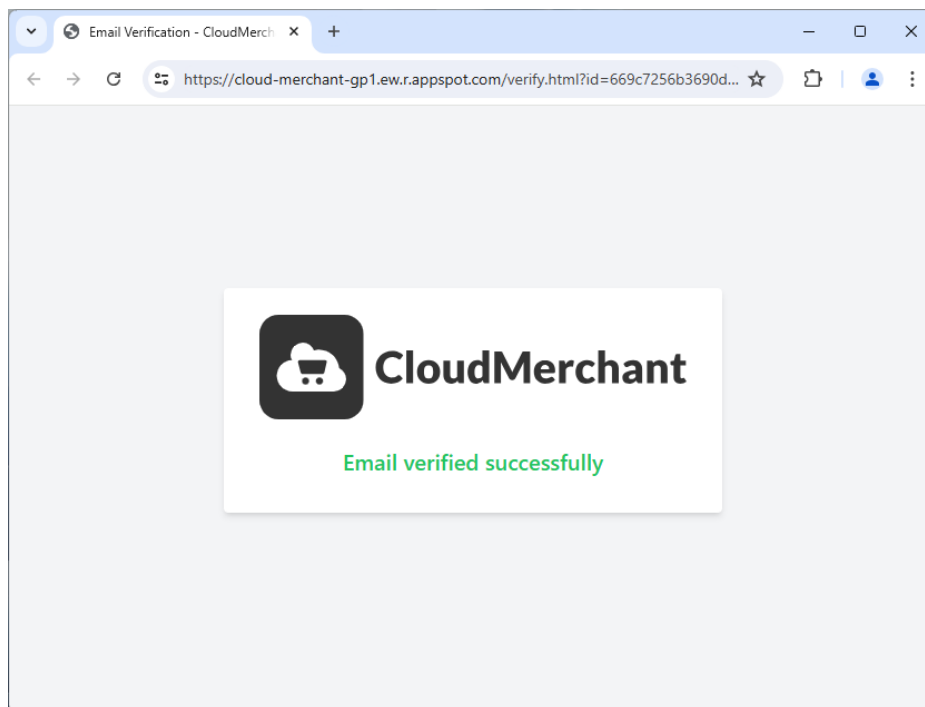 Email Verification - CloudMerch
https://cloud-merchant-gp1.ew.r.appspot.com/verify.html?id=669c7256b3690d...
CloudMerchant
Email verified successfully